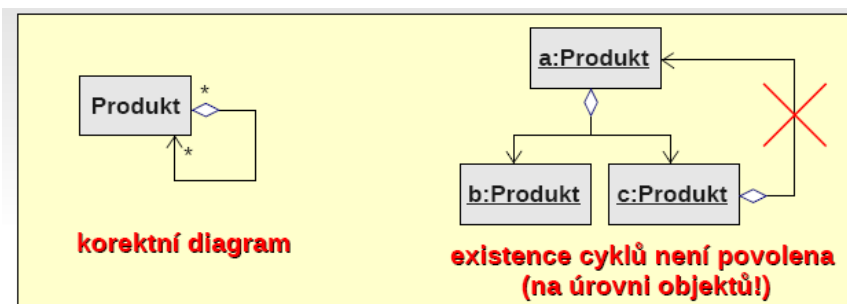 Produkt
*
*
korektní diagram
a:Produkt
b:Produkt
c:Produkt
existence cyklů není povolena
(na úrovni objektů!)